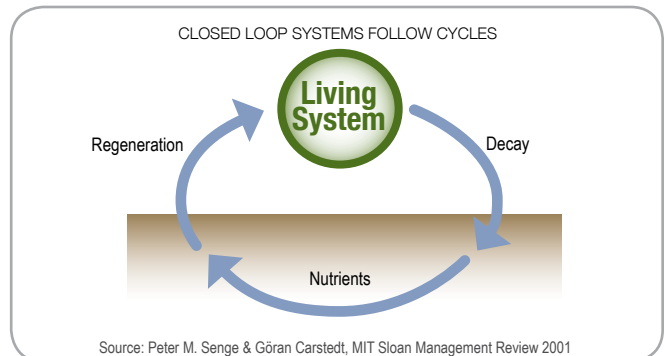 CLOSED LOOP SYSTEMS FOLLOW CYCLES
Living
System
Regeneration
Decay
Nutrients
Source: Peter M. Senge & Göran Carstedt, MIT Sloan Management Review 2001